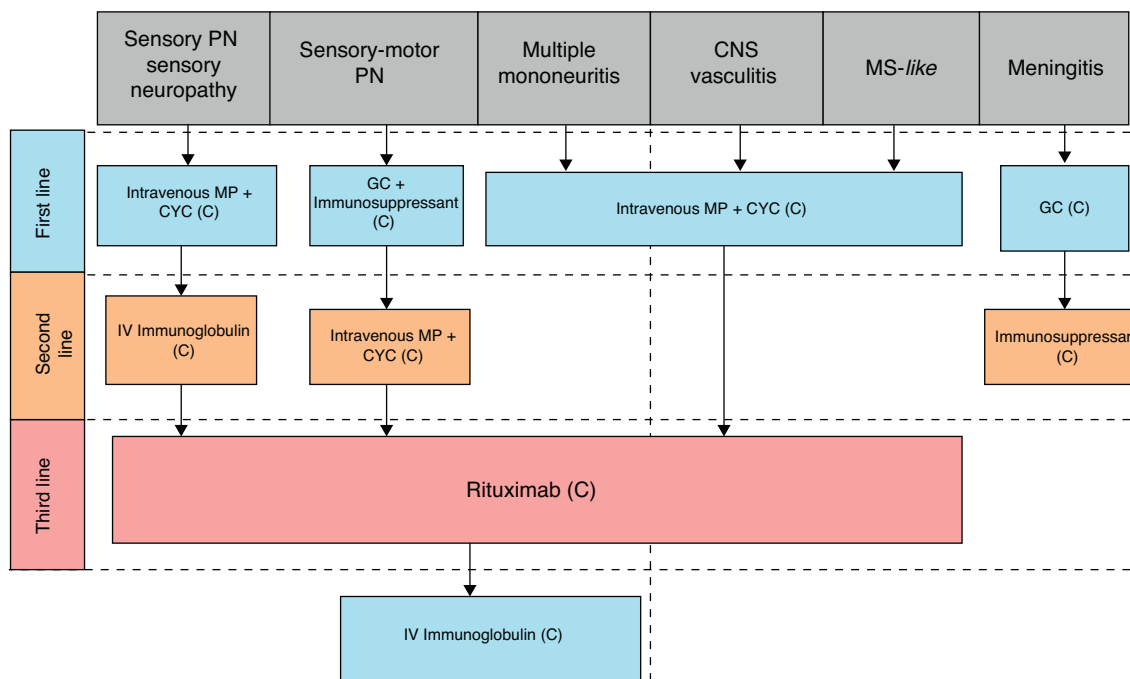 Sensory PN
sensory
neuropathy
Sensory-motor
PN
Multiple
mononeuritis
CNS
vasculitis
MS-like
Meningitis
First line
Intravenous MP +
CYC (C)
GC +
Immunosuppressant
(C)
Intravenous MP + CYC (C)
GC (C)
Second
line
IV Immunoglobulin
(C)
Intravenous MP +
CYC (C)
Immunosuppressan
(C)
Third line
Rituximab (C)
IV Immunoglobulin (C)